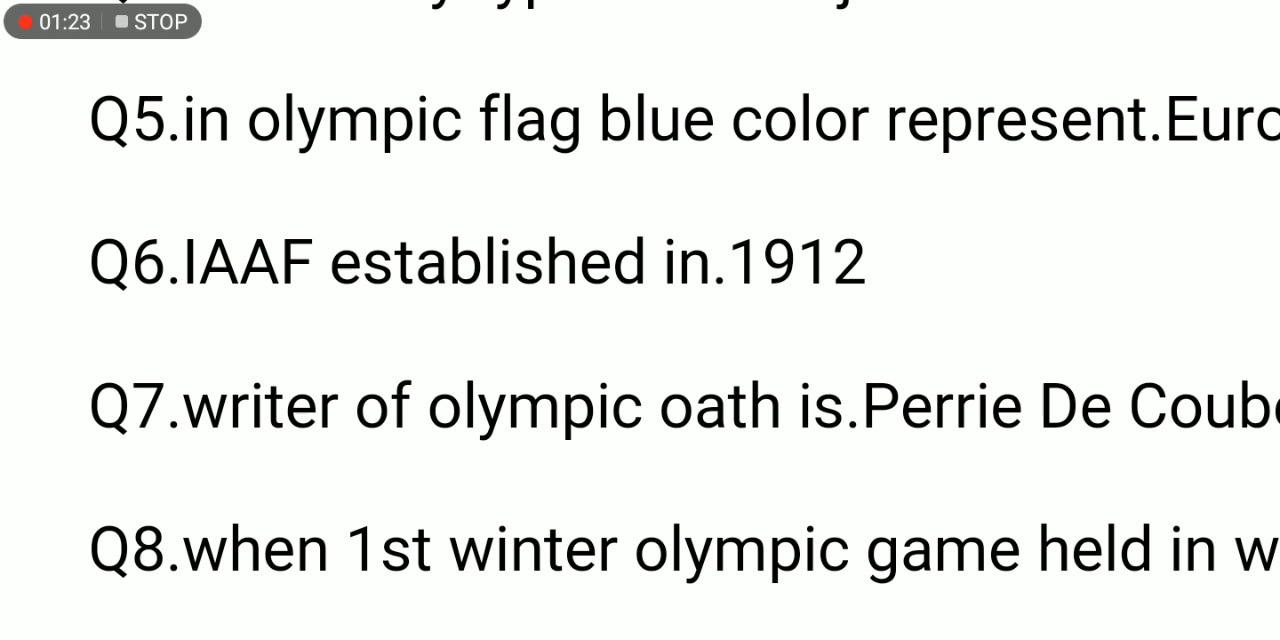 01:23 STOP
Q5.in olympic flag blue color represent.Euro
Q6.IAAF established in.1912
Q7.writer of olympic oath is.Perrie De Coub
Q8.when 1st winter olympic game held in w